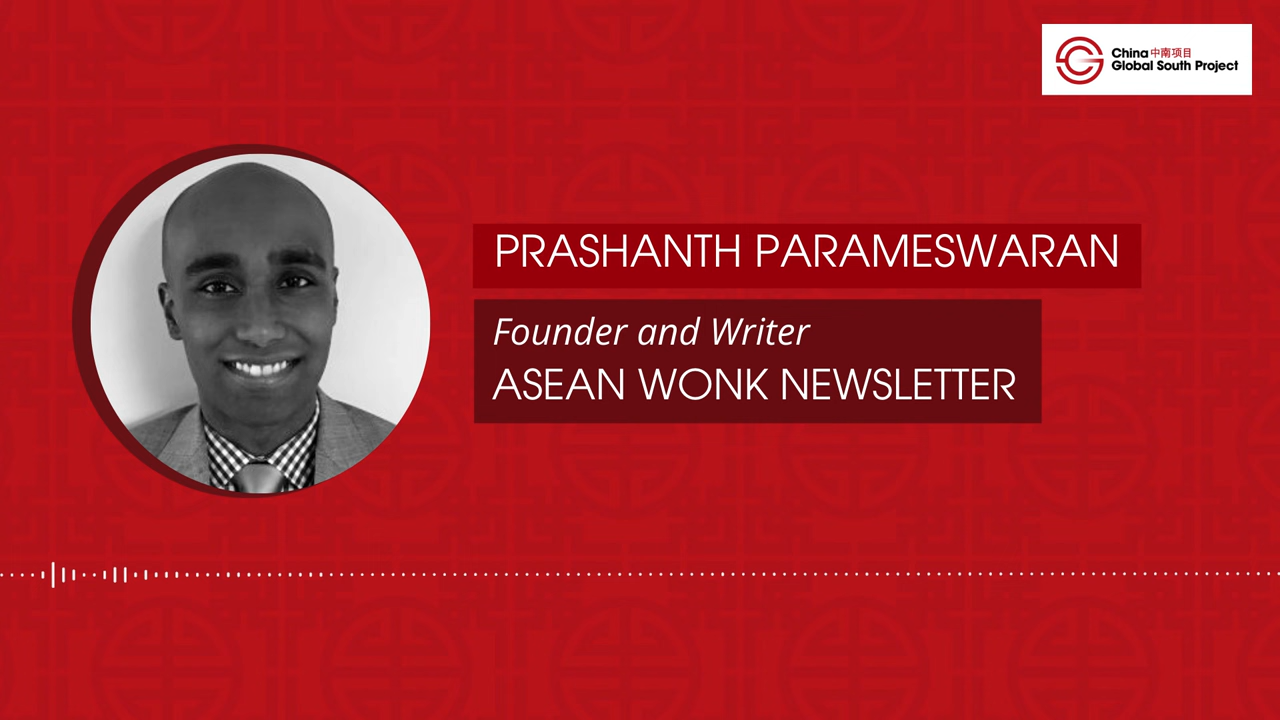 China 中南项目
Global South Project
PRASHANTH PARAMESWARAN
Founder and Writer
ASEAN WONK NEWSLETTER